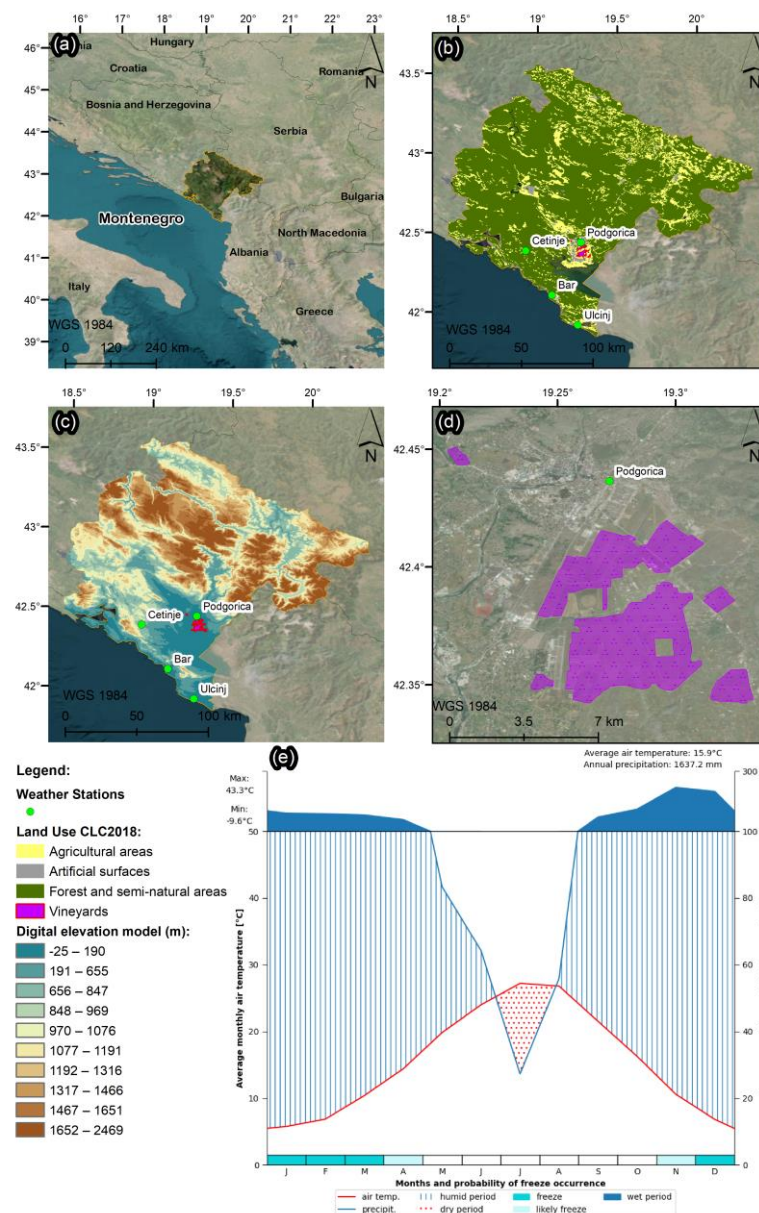 16° 17° 18° 19° 20° 21° 22° 23°
(a)
Hungary
Romania
Croatia
Bosnia and Herzegovina
Serbia
Bulgaria
Montenegro
North Macedonia
Albania
Italy
Greece
N
46°
45°
44°
43°
42°
41°
40°
39°
WGS 1984
0 120 240 km
18.5° 19° 19.5° 20°
(b)
N
43.5°
43°
42.5°
42°
Podgorica
Cetinje
Bar
Ulcinj
WGS 1984
0 50 100 km
18.5° 19° 19.5° 20°
(c)
N
43.5°
43°
42.5°
42°
Cetinje
Podgorica
Bar
Ulcinj
WGS 1984
0 50 100 km
19.2° 19.25° 19.3°
(d)
N
42.45°
42.4°
42.35°
Podgorica
WGS 1984
0 3.5 7 km
Legend:
Weather Stations
Land Use CLC2018:
Agricultural areas
Artificial surfaces
Forest and semi-natural areas
Vineyards
Digital elevation model (m):
-25 – 190
191 – 655
656 – 847
848 – 969
970 – 1076
1077 – 1191
1192 – 1316
1317 – 1466
1467 – 1651
1652 – 2469
(e)
Average air temperature: 15.9°C
Annual precipitation: 1637.2 mm
Max:
43.3°C
Min:
-9.6°C
50
40
30
20
10
0
Average monthly air temperature [°C]
300
100
80
60
40
20
0
J F M A M J J A S O N D
Months and probability of freeze occurrence
air temp. humid period freeze wet period
precipit. dry period likely freeze